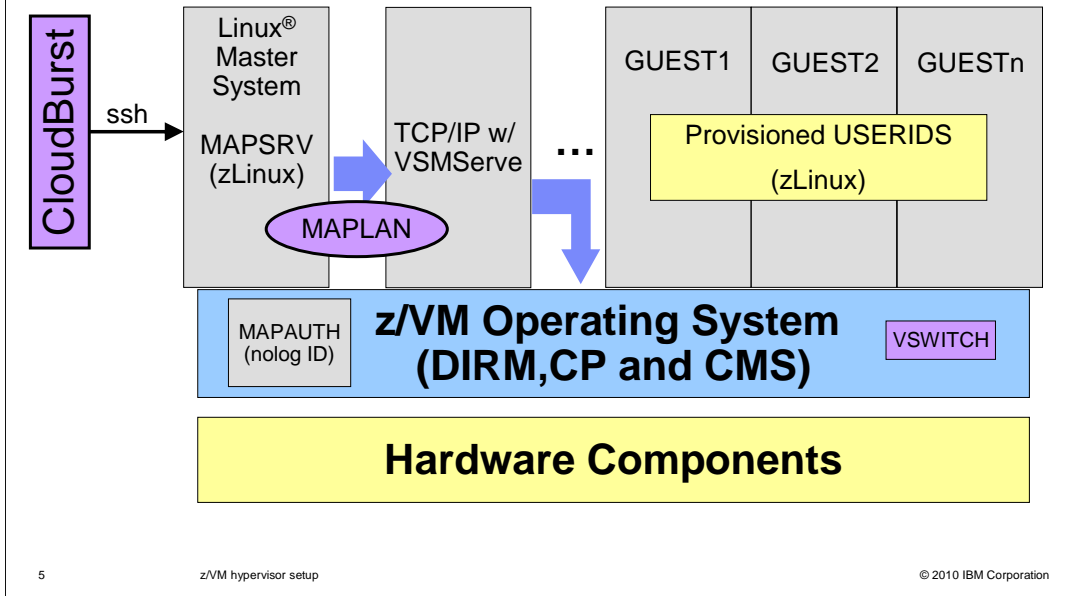 CloudBurst
ssh
Linux®
Master
System
MAPSRV
(zLinux)
MAPLAN
TCP/IP w/
VSMServe
...
GUEST1
GUEST2
GUESTn
Provisioned USERIDS
(zLinux)
MAPAUTH
(nolog ID)
z/VM Operating System
(DIRM,CP and CMS)
VSWITCH
Hardware Components
5
z/VM hypervisor setup
© 2010 IBM Corporation